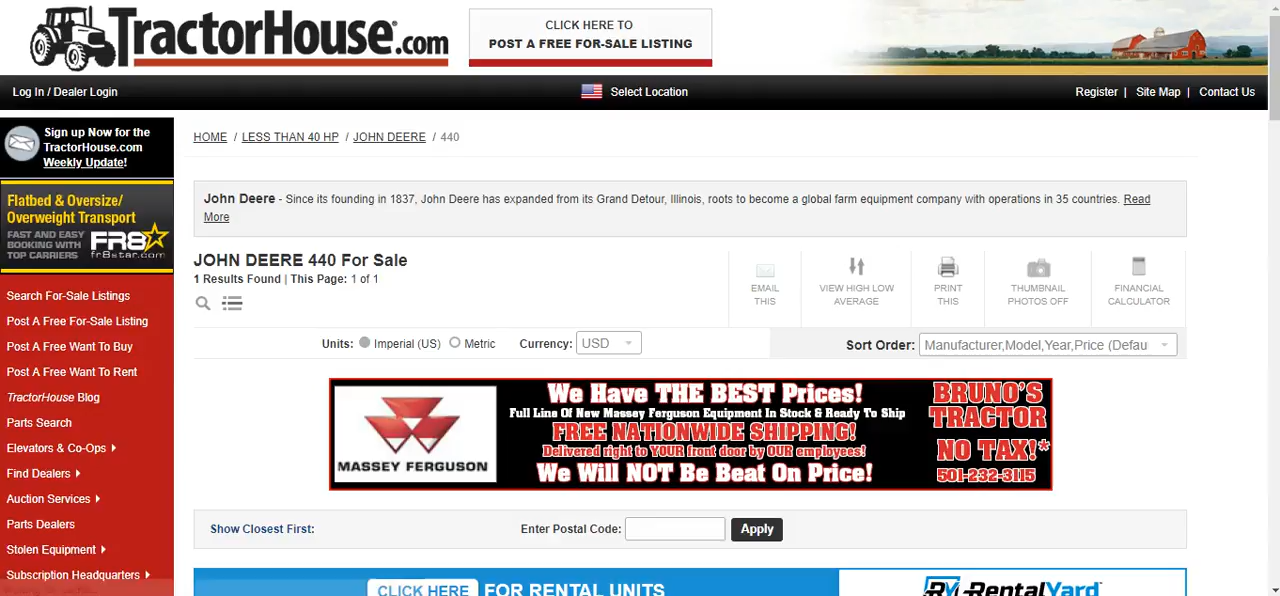 TractorHouse.com
CLICK HERE TO
POST A FREE FOR-SALE LISTING
Log In / Dealer Login
Select Location
Register | Site Map | Contact Us
Sign up Now for the
TractorHouse.com
Weekly Update!
Flatbed & Oversize/
Overweight Transport
FAST AND EASY
BOOKING WITH
TOP CARRIERS
FR8
fr8star.com
Search For-Sale Listings
Post A Free For-Sale Listing
Post A Free Want To Buy
Post A Free Want To Rent
TractorHouse Blog
Parts Search
Elevators & Co-Ops
Find Dealers
Auction Services
Parts Dealers
Stolen Equipment
Subscription Headquarters
HOME / LESS THAN 40 HP / JOHN DEERE / 440
John Deere - Since its founding in 1837, John Deere has expanded from its Grand Detour, Illinois, roots to become a global farm equipment company with operations in 35 countries. Read
More
JOHN DEERE 440 For Sale
1 Results Found | This Page: 1 of 1
EMAIL
THIS
VIEW HIGH LOW
AVERAGE
PRINT
THIS
THUMBNAIL
PHOTOS OFF
FINANCIAL
CALCULATOR
Units: Imperial (US) Metric Currency: USD
Sort Order: Manufacturer,Model,Year,Price (Defau
MASSEY FERGUSON
We Have THE BEST Prices!
Full Line Of New Massey Ferguson Equipment In Stock & Ready To Ship
FREE NATIONWIDE SHIPPING!
Delivered right to YOUR front door by OUR employees!
We Will NOT Be Beat On Price!
BRUNO'S
TRACTOR
NO TAX!*
501-232-3115
Show Closest First:
Enter Postal Code:
Apply
CLICK HERE FOR RENTAL UNITS
RentalYard